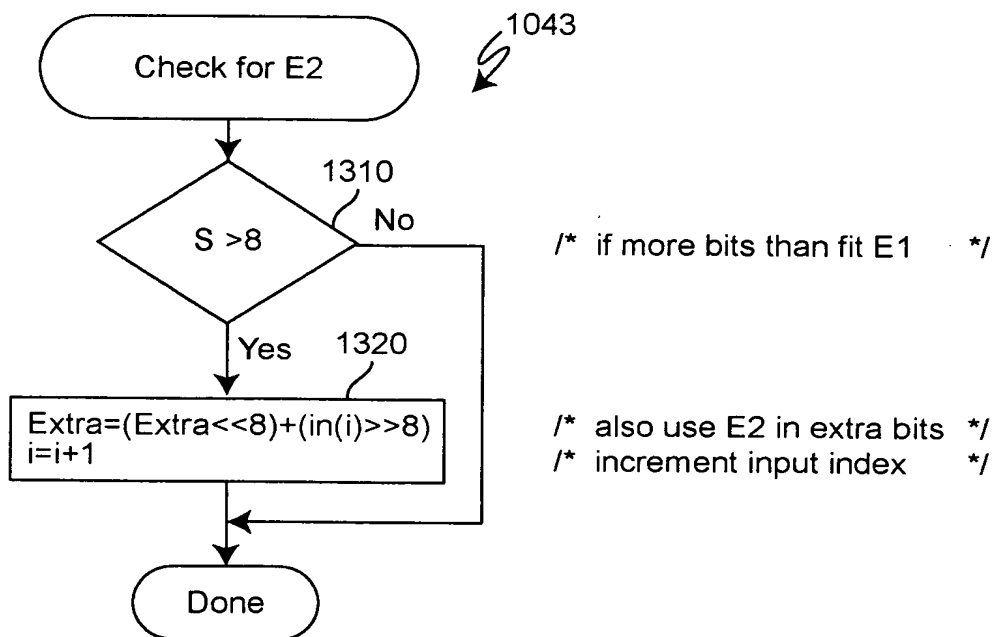 1043
Check for E2
1310
S >8
No
/* if more bits than fit E1 */
Yes
1320
Extra=(Extra<<8)+(in(i)>>8)
i=i+1
/* also use E2 in extra bits */
/* increment input index */
Done